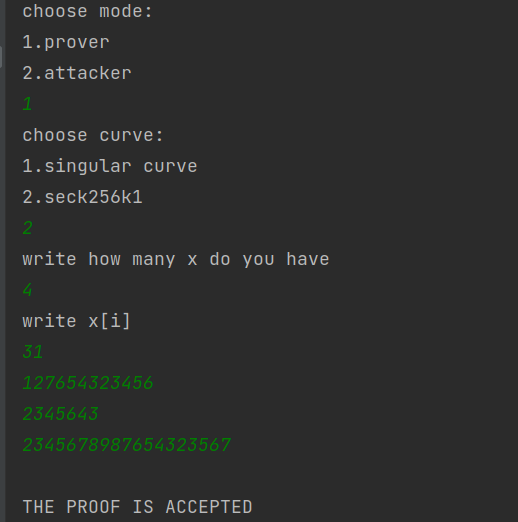 choose mode:
1.prover
2.attacker
1
choose curve:
1.singular curve
2.seck256k1
2
write how many x do you have
4
write x[i]
31
127654323456
2345643
2345678987654323567
THE PROOF IS ACCEPTED